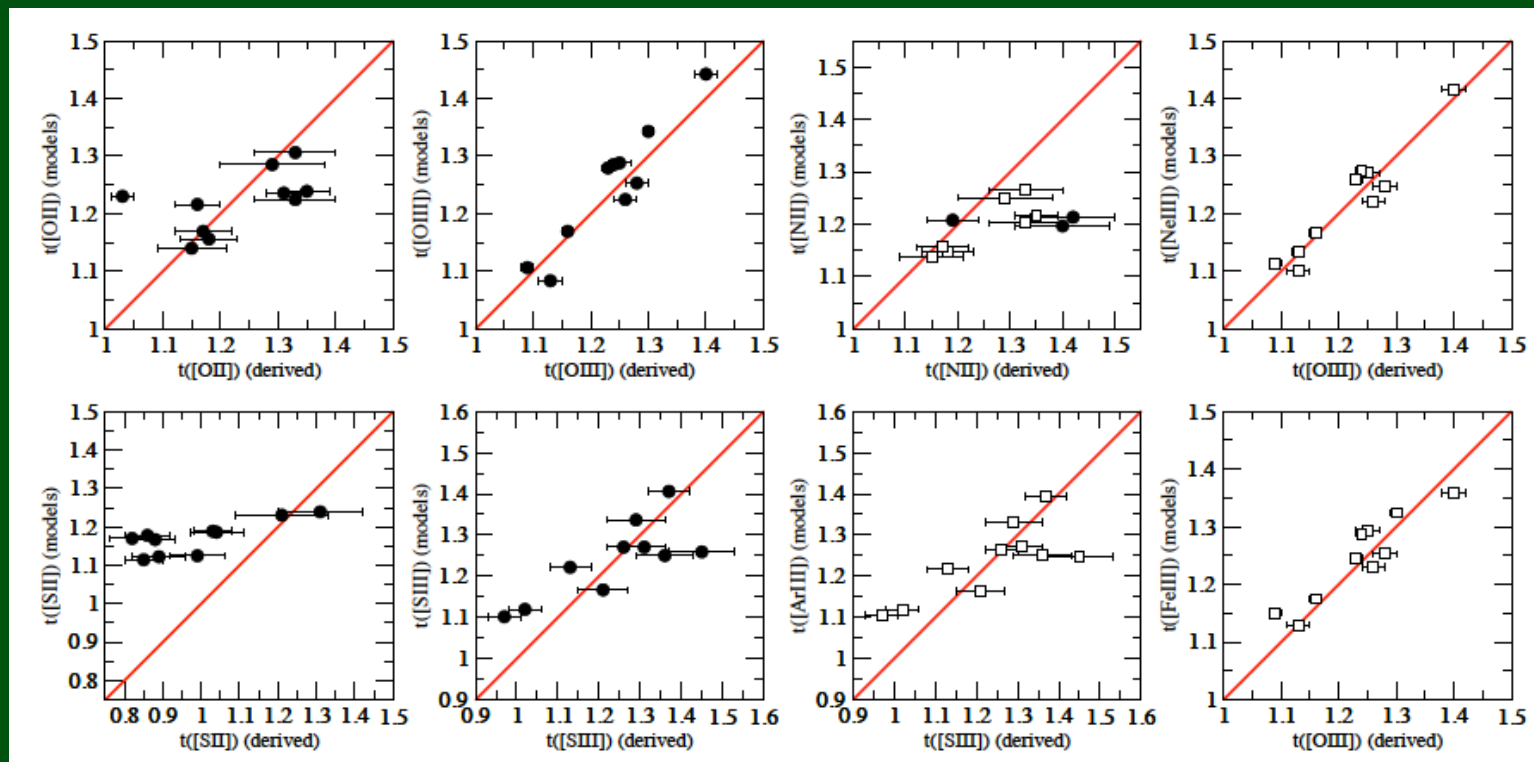 t([OII]) (models)
1.5
1.4
1.3
1.2
1.1
1
1 1.1 1.2 1.3 1.4 1.5
t([OII]) (derived)
t([OIII]) (models)
1.5
1.4
1.3
1.2
1.1
1
1 1.1 1.2 1.3 1.4 1.5
t([OIII]) (derived)
t([NII]) (models)
1.5
1.4
1.3
1.2
1.1
1
1 1.1 1.2 1.3 1.4 1.5
t([NII]) (derived)
t([NeIII]) (models)
1.5
1.4
1.3
1.2
1.1
1
1 1.1 1.2 1.3 1.4 1.5
t([OIII]) (derived)
t([SII]) (models)
1.5
1.4
1.3
1.2
1.1
1
0.9
0.8
0.8 0.9 1 1.1 1.2 1.3 1.4 1.5
t([SII]) (derived)
t([SIII]) (models)
1.6
1.5
1.4
1.3
1.2
1.1
1
0.9
0.9 1 1.1 1.2 1.3 1.4 1.5 1.6
t([SIII]) (derived)
t([ArIII]) (models)
1.6
1.5
1.4
1.3
1.2
1.1
1
0.9
0.9 1 1.1 1.2 1.3 1.4 1.5 1.6
t([SIII]) (derived)
t([FeIII]) (models)
1.5
1.4
1.3
1.2
1.1
1
1 1.1 1.2 1.3 1.4 1.5
t([OIII]) (derived)